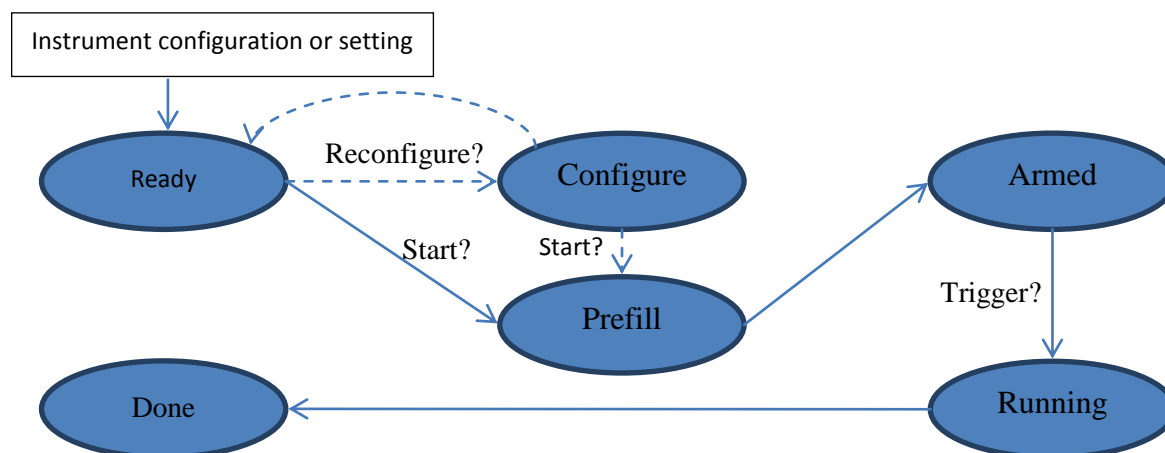 Instrument configuration or setting
Reconfigure?
Ready
Configure
Armed
Start?
Start?
Trigger?
Prefill
Done
Running